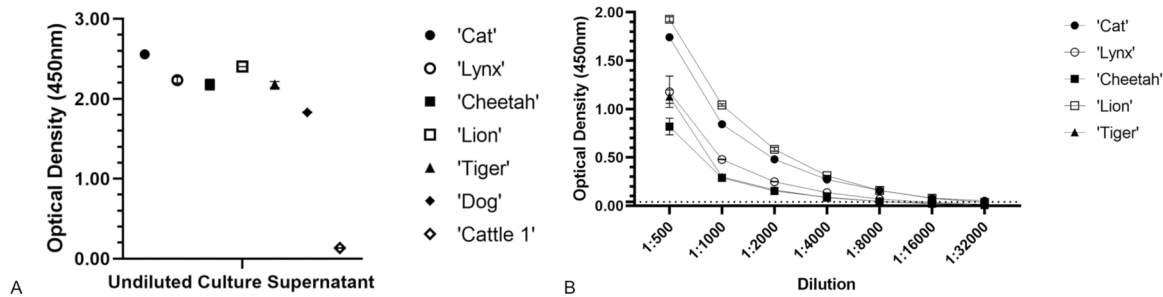 3.00
2.00
1.00
0.00
Optical Density (450nm)
Undiluted Culture Supernatant
'Cat'
'Lynx'
'Cheetah'
'Lion'
'Tiger'
'Dog'
'Cattle 1'
A
2.00
1.50
1.00
0.50
0.00
Optical Density (450nm)
1:500
1:1000
1:2000
1:4000
1:8000
1:16000
1:32000
Dilution
'Cat'
'Lynx'
'Cheetah'
'Lion'
'Tiger'
B